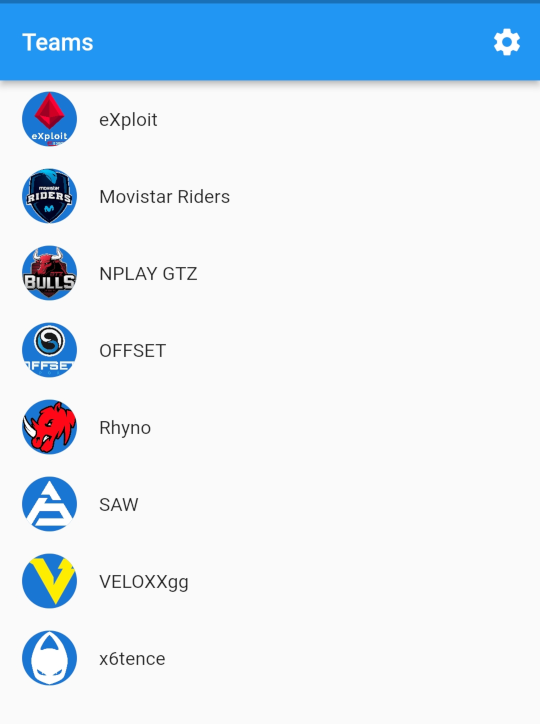 Teams
eXploit
eXploit
movistar
RIDERS
Movistar Riders
BULLS
NPLAY GTZ
OFFSET
OFFSET
Rhyno
SAW
VELOXXgg
x6tence